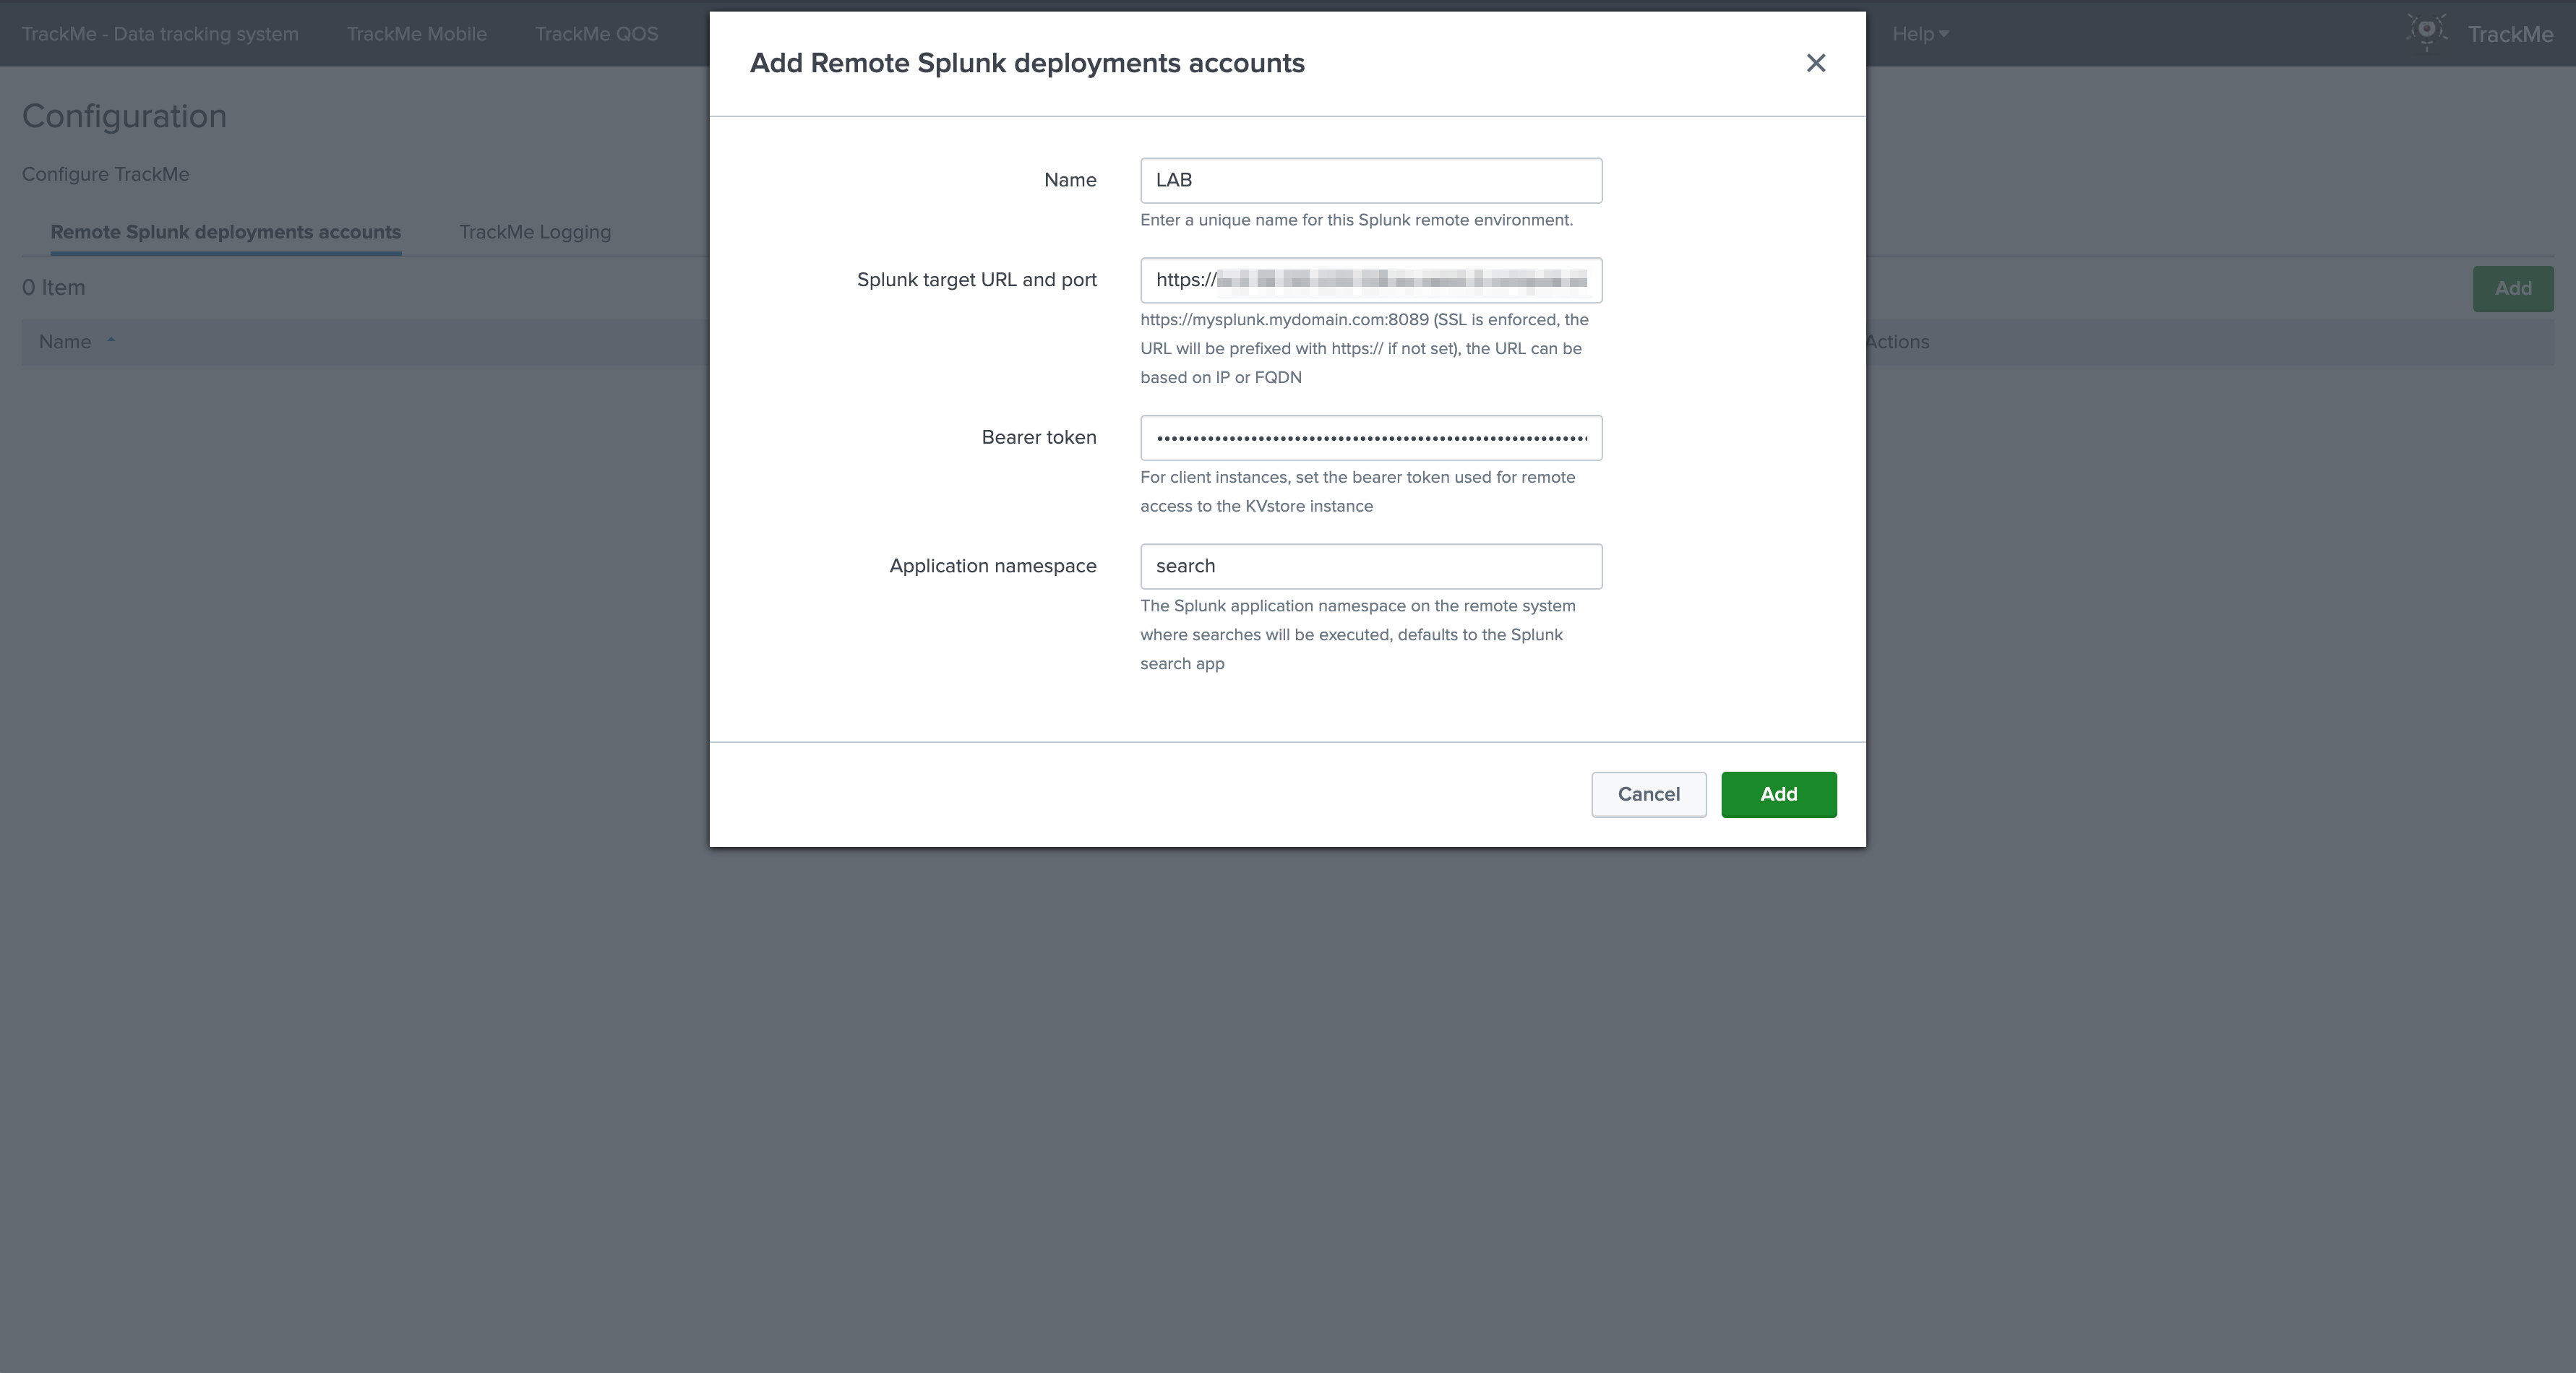 TrackMe - Data tracking system TrackMe Mobile TrackMe QOS Help TrackMe
Configuration
Configure TrackMe
Remote Splunk deployments accounts TrackMe Logging
0 Item Add
Name Actions
Add Remote Splunk deployments accounts
Name LAB
Enter a unique name for this Splunk remote environment.
Splunk target URL and port https://
https://mysplunk.mydomain.com:8089 (SSL is enforced, the
URL will be prefixed with https:// if not set), the URL can be
based on IP or FQDN
Bearer token
For client instances, set the bearer token used for remote
access to the KVstore instance
Application namespace search
The Splunk application namespace on the remote system
where searches will be executed, defaults to the Splunk
search app
Cancel Add